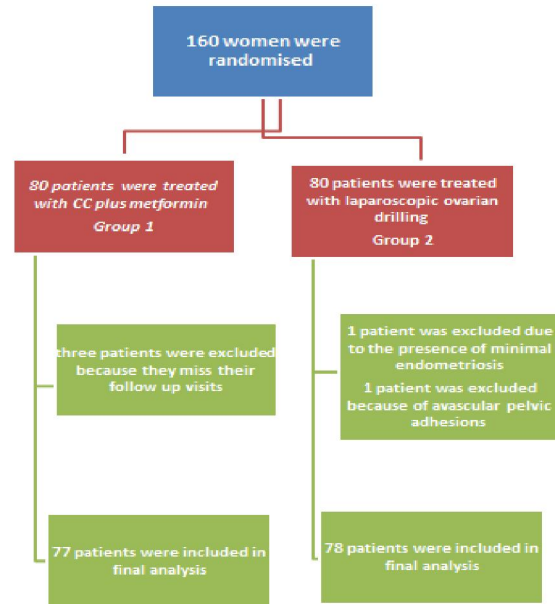 160 women were
randomised
80 patients were treated
with CC plus metformin
Group 1
80 patients were treated
with laparoscopic ovarian
drilling
Group 2
three patients were excluded
because they miss their
follow up visits
1 patient was excluded due
to the presence of minimal
endometriosis
1 patient was excluded
because of avascular pelvic
adhesions
77 patients were included in
final analysis
78 patients were included in
final analysis